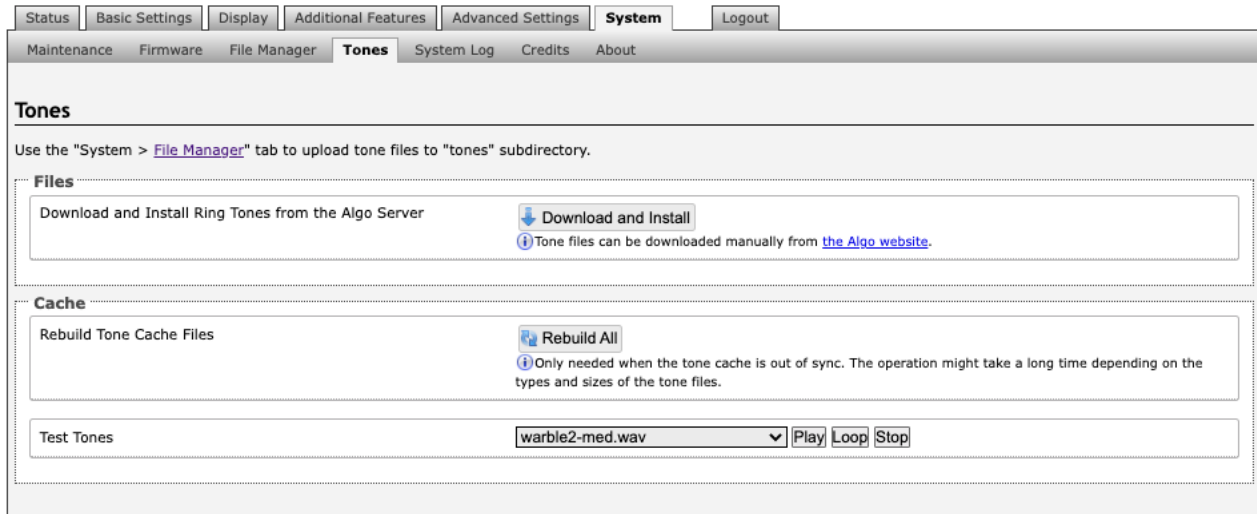 Status Basic Settings Display Additional Features Advanced Settings System Logout
Maintenance Firmware File Manager Tones System Log Credits About
Tones
Use the "System > File Manager" tab to upload tone files to "tones" subdirectory.
Files
Download and Install Ring Tones from the Algo Server
Download and Install
Tone files can be downloaded manually from the Algo website.
Cache
Rebuild Tone Cache Files
Rebuild All
Only needed when the tone cache is out of sync. The operation might take a long time depending on the
types and sizes of the tone files.
Test Tones
warble2-med.wav Play Loop Stop